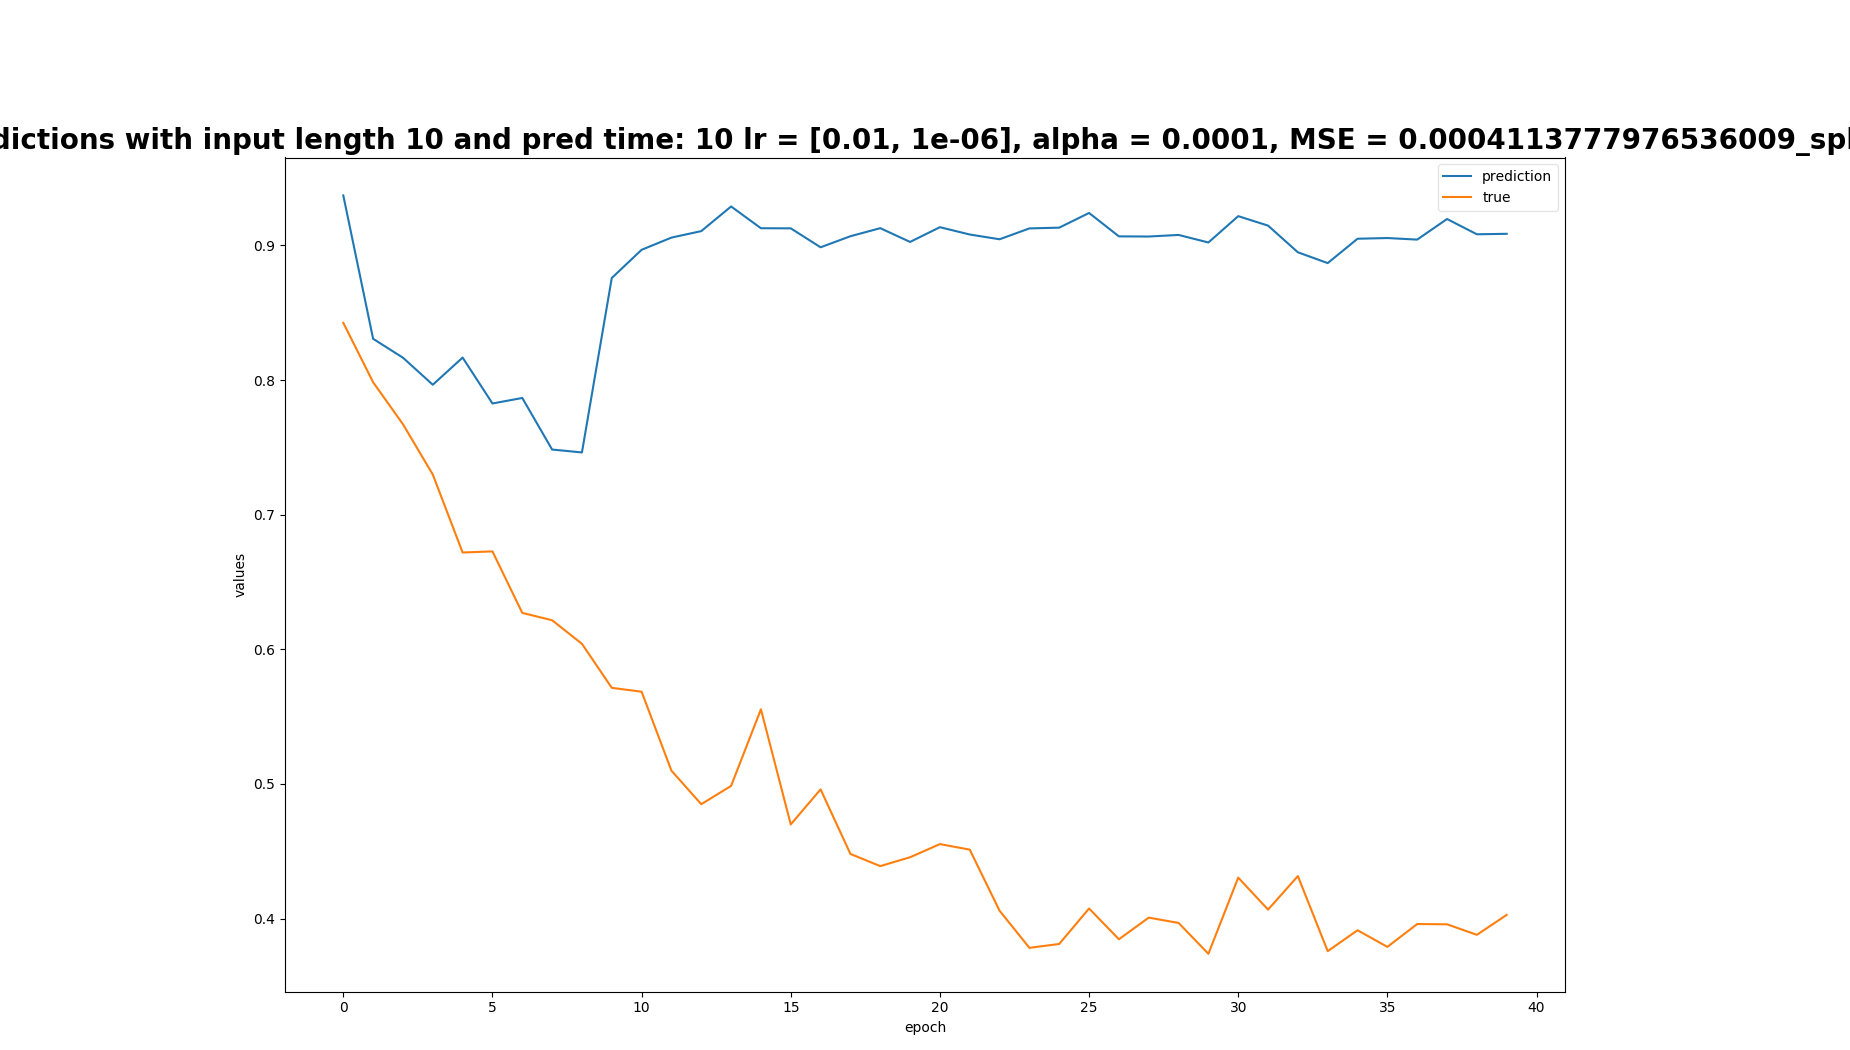 dictions with input length 10 and pred time: 10 lr = [0.01, 1e-06], alpha = 0.0001, MSE = 0.0004113777976536009_spl
prediction
true
0.9
0.8
0.7
0.6
0.5
0.4
values
0 5 10 15 20 25 30 35 40
epoch